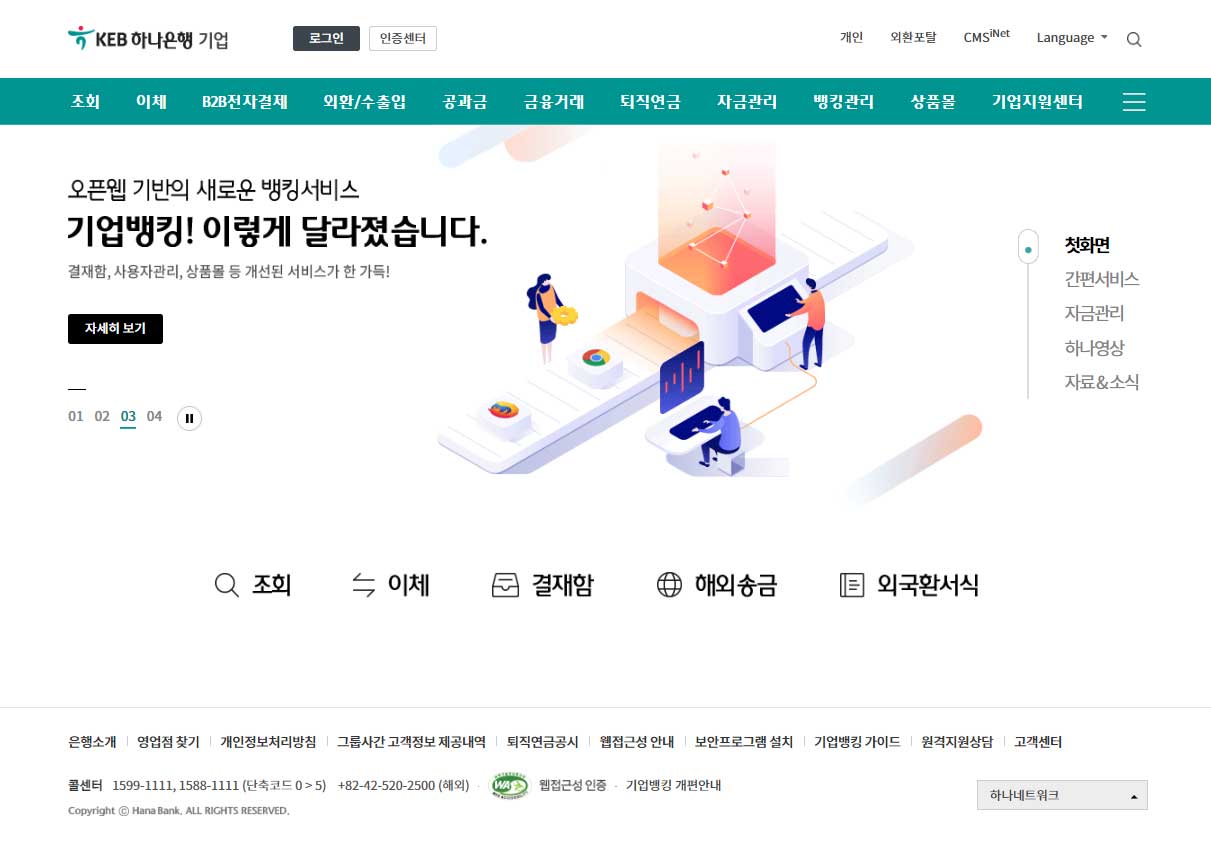 KEB 하나은행 기업
로그인 인증센터
개인 외환포탈 CMSiNet Language
조회 이체 B2B전자결제 외환/수출입 공과금 금융거래 퇴직연금 자금관리 뱅킹관리 상품몰 기업지원센터
오픈웹 기반의 새로운 뱅킹서비스
기업뱅킹! 이렇게 달라졌습니다.
결재함, 사용자관리, 상품몰 등 개선된 서비스가 한 가득!
자세히 보기
01 02 03 04
첫화면
간편서비스
자금관리
하나영상
자료&소식
조회 이체 결재함 해외송금 외국환서식
은행소개 영업점 찾기 개인정보처리방침 그룹사간 고객정보 제공내역 퇴직연금공시 웹접근성 안내 보안프로그램 설치 기업뱅킹 가이드 원격지원상담 고객센터
콜센터 1599-1111, 1588-1111 (단축코드 0 > 5) +82-42-520-2500 (해외) · WA 웹접근성 인증 · 기업뱅킹 개편안내
Copyright ⓒ Hana Bank. ALL RIGHTS RESERVED.
하나네트워크